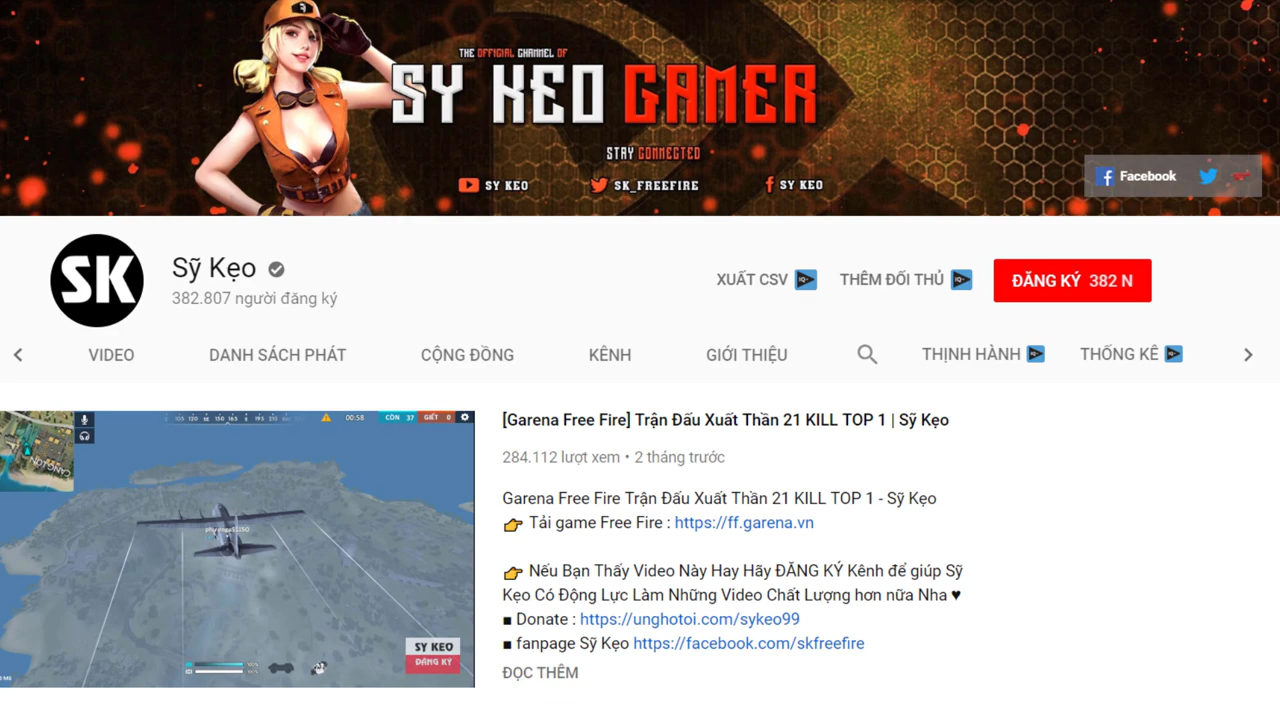 THE OFFICIAL CHANNEL OF
SY KEO GAMER
STAY CONNECTED
SY KEO
SK_FREEFIRE
SY KEO
Facebook
SK
Sỹ Kẹo
382.807 người đăng ký
XUẤT CSV
THÊM ĐỐI THỦ
ĐĂNG KÝ 382 N
VIDEO
DANH SÁCH PHÁT
CỘNG ĐỒNG
KÊNH
GIỚI THIỆU
THỊNH HÀNH
THỐNG KÊ
00:58
CÒN 37
GIẾT 0
SY KEO
ĐĂNG KÝ
[Garena Free Fire] Trận Đấu Xuất Thần 21 KILL TOP 1 | Sỹ Kẹo
284.112 lượt xem • 2 tháng trước
Garena Free Fire Trận Đấu Xuất Thần 21 KILL TOP 1 - Sỹ Kẹo
👉 Tải game Free Fire : https://ff.garena.vn
👉 Nếu Bạn Thấy Video Này Hay Hãy ĐĂNG KÝ Kênh để giúp Sỹ
Kẹo Có Động Lực Làm Những Video Chất Lượng hơn nữa Nha ♥
■ Donate : https://unghotoi.com/sykeo99
■ fanpage Sỹ Kẹo https://facebook.com/skfreefire
ĐỌC THÊM